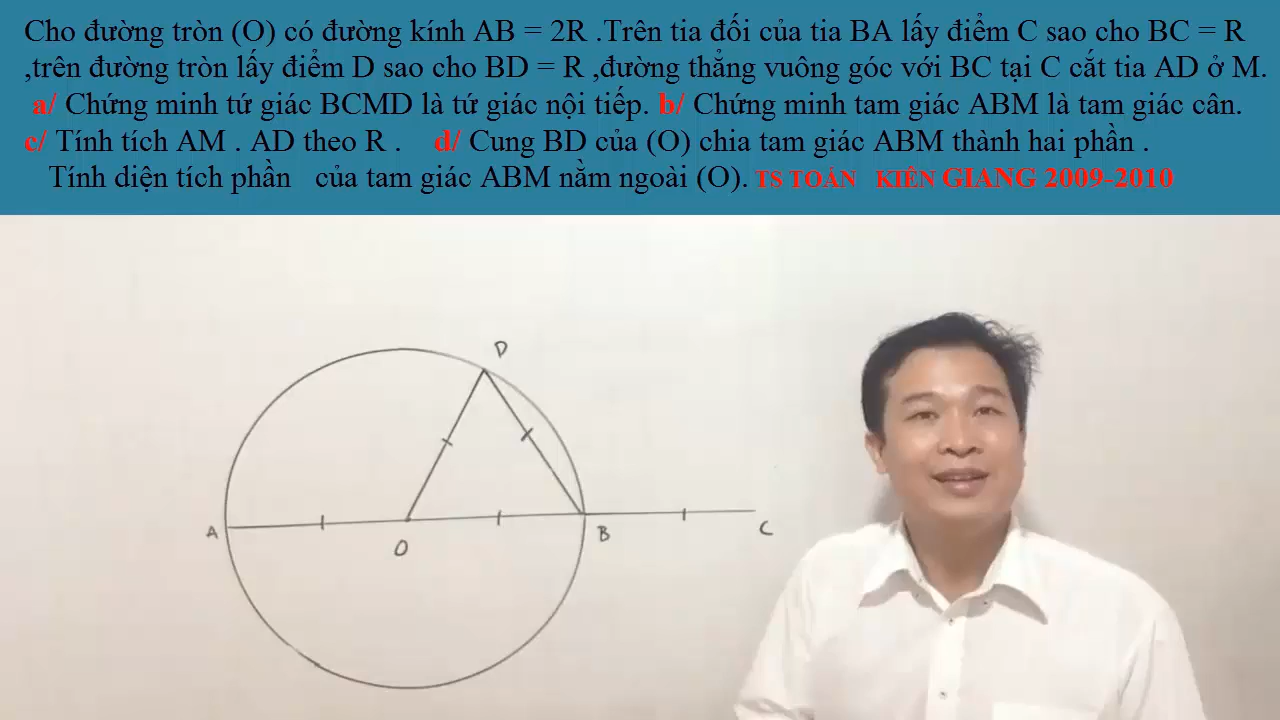 Cho đường tròn (O) có đường kính AB = 2R .Trên tia đối của tia BA lấy điểm C sao cho BC = R
,trên đường tròn lấy điểm D sao cho BD = R ,đường thẳng vuông góc với BC tại C cắt tia AD ở M.
a/ Chứng minh tứ giác BCMD là tứ giác nội tiếp. b/ Chứng minh tam giác ABM là tam giác cân.
c/ Tính tích AM . AD theo R . d/ Cung BD của (O) chia tam giác ABM thành hai phần .
Tính diện tích phần của tam giác ABM nằm ngoài (O). TS TOÁN KIÊN GIANG 2009-2010
D
A
O
B
C